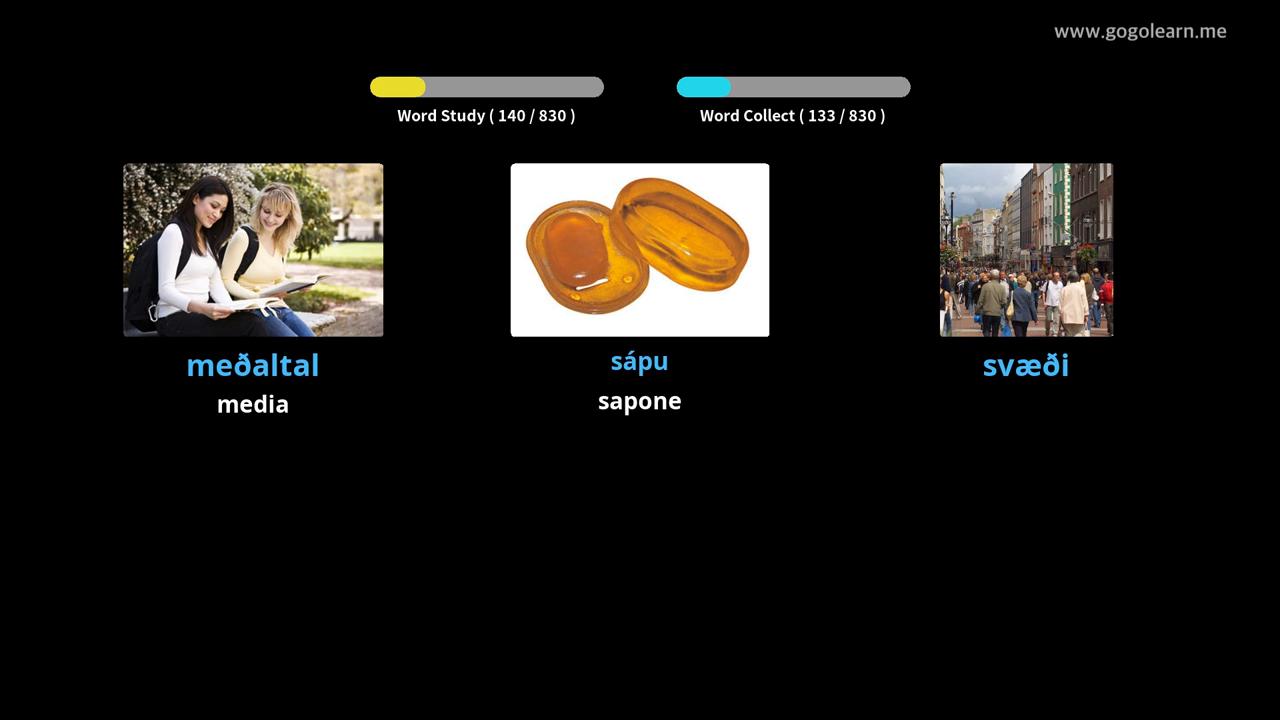 www.gogolearn.me
Word Study ( 140 / 830 )
Word Collect ( 133 / 830 )
meðaltal
media
sápu
sapone
svæði